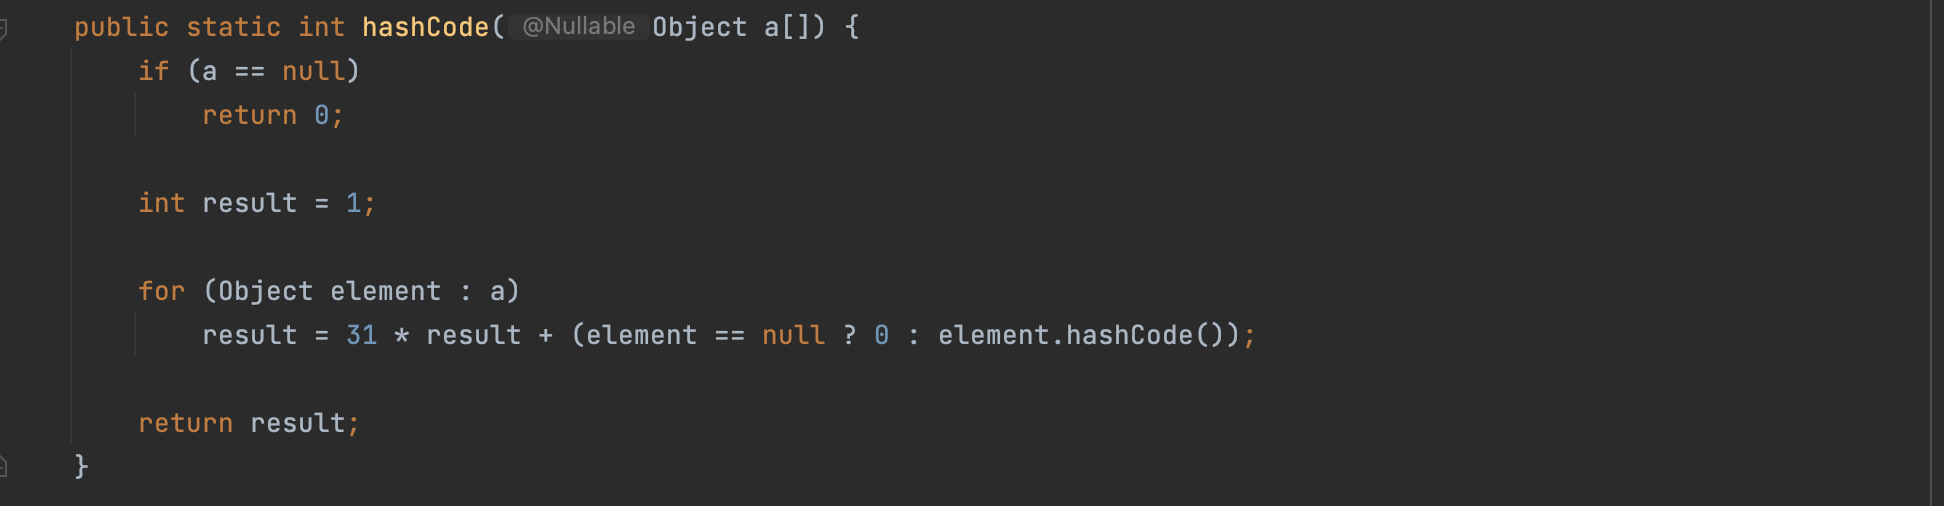 public static int hashCode( @Nullable Object a[]) {
if (a == null)
return 0;
int result = 1;
for (Object element : a)
result = 31 * result + (element == null ? 0 : element.hashCode());
return result;
}